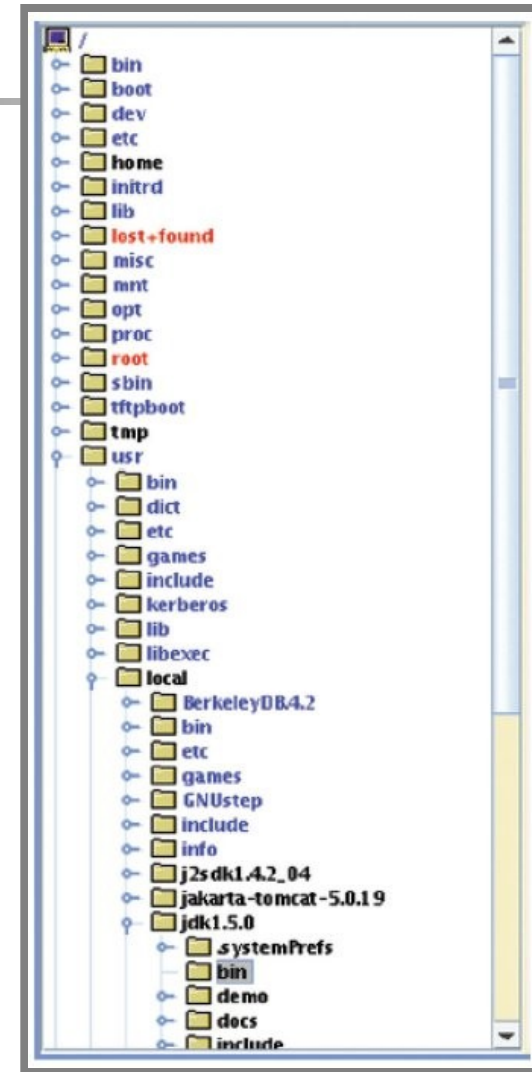 /
bin
boot
dev
etc
home
initrd
lib
lost+found
misc
mnt
opt
proc
root
sbin
tftpboot
tmp
usr
bin
dict
etc
games
include
kerberos
lib
libexec
local
BerkeleyDB.4.2
bin
etc
games
GNUstep
include
info
j2sdk1.4.2_04
jakarta-tomcat-5.0.19
jdk1.5.0
.systemPrefs
bin
demo
docs
include